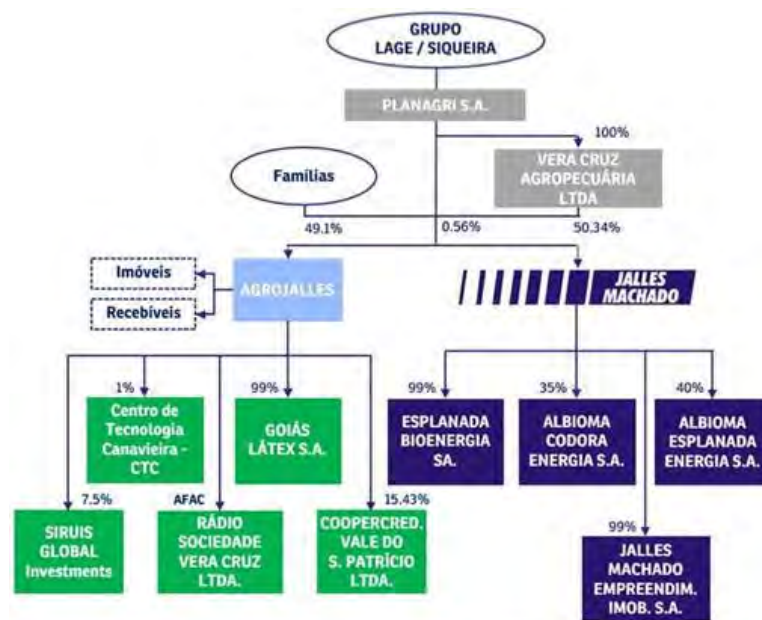 GRUPO
LAGE / SIQUEIRA
PLANAGRI S.A.
100%
VERA CRUZ
AGROPECUÁRIA
LTDA
Famílias
49.1%
0.56%
50.34%
Imóveis
Recebíveis
AGROJALLES
JALLES
MACHADO
1%
Centro de
Tecnologia
Canavieira -
CTC
99%
GOIÁS
LÁTEX S.A.
99%
ESPLANADA
BIOENERGIA
SA.
35%
ALBIOMA
CODORA
ENERGIA S.A.
40%
ALBIOMA
ESPLANADA
ENERGIA S.A.
7.5%
SIRUIS
GLOBAL
Investments
AFAC
RÁDIO
SOCIEDADE
VERA CRUZ
LTDA.
15.43%
COOPERCRED.
VALE DO
S. PATRÍCIO
LTDA.
99%
JALLES
MACHADO
EMPREENDIM.
IMOB. S.A.